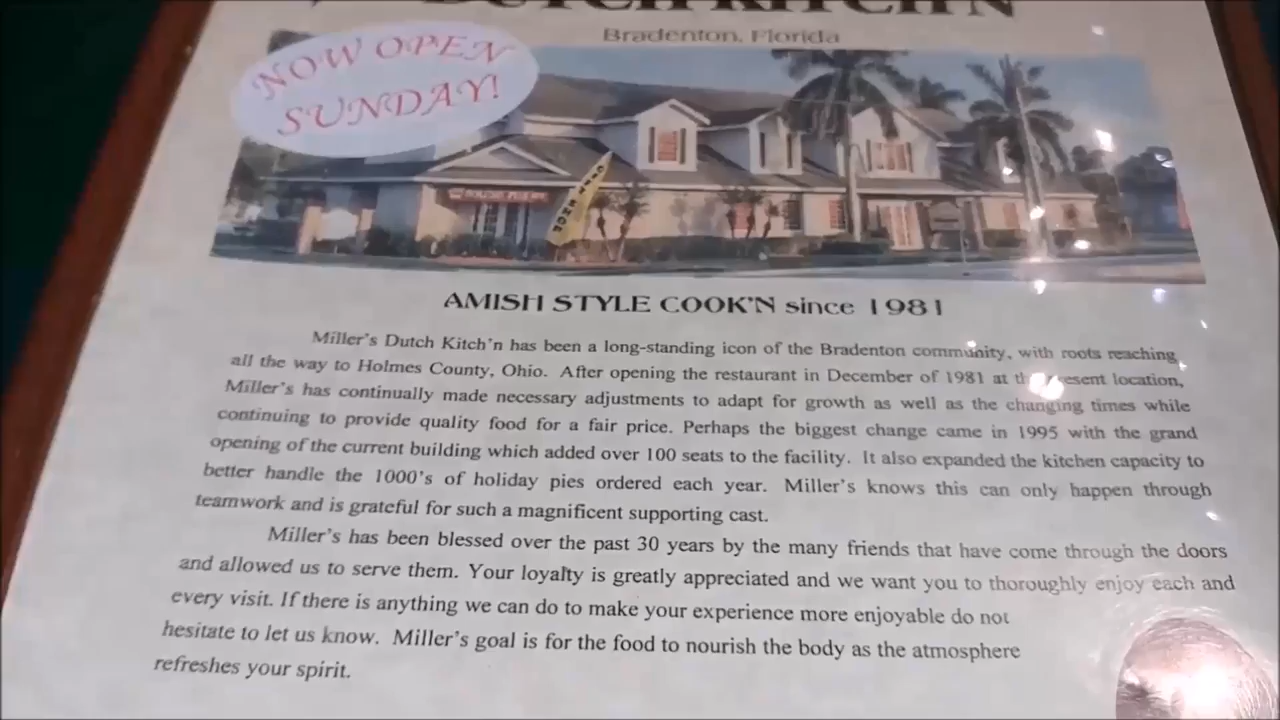 DUTCH KITCH'N
Bradenton, Florida
NOW OPEN
SUNDAY!
AMISH STYLE COOK'N since 1981
Miller's Dutch Kitch'n has been a long-standing icon of the Bradenton community, with roots reaching
all the way to Holmes County, Ohio. After opening the restaurant in December of 1981 at the present location,
Miller's has continually made necessary adjustments to adapt for growth as well as the changing times while
continuing to provide quality food for a fair price. Perhaps the biggest change came in 1995 with the grand
opening of the current building which added over 100 seats to the facility. It also expanded the kitchen capacity to
better handle the 1000's of holiday pies ordered each year. Miller's knows this can only happen through
teamwork and is grateful for such a magnificent supporting cast.
Miller's has been blessed over the past 30 years by the many friends that have come through the doors
and allowed us to serve them. Your loyalty is greatly appreciated and we want you to thoroughly enjoy each and
every visit. If there is anything we can do to make your experience more enjoyable do not
hesitate to let us know. Miller's goal is for the food to nourish the body as the atmosphere
refreshes your spirit.